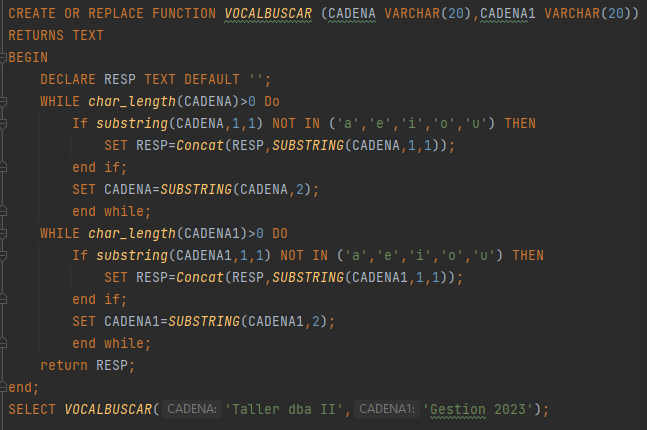 CREATE OR REPLACE FUNCTION VOCALBUSCAR (CADENA VARCHAR(20),CADENA1 VARCHAR(20))
RETURNS TEXT
BEGIN
    DECLARE RESP TEXT DEFAULT '';
    WHILE char_length(CADENA)>0 Do
        If substring(CADENA,1,1) NOT IN ('a','e','i','o','u') THEN
            SET RESP=Concat(RESP,SUBSTRING(CADENA,1,1));
        end if;
        SET CADENA=SUBSTRING(CADENA,2);
        end while;
    WHILE char_length(CADENA1)>0 DO
        If substring(CADENA1,1,1) NOT IN ('a','e','i','o','u') THEN
            SET RESP=Concat(RESP,SUBSTRING(CADENA1,1,1));
        end if;
        SET CADENA1=SUBSTRING(CADENA1,2);
        end while;
    return RESP;
end;
SELECT VOCALBUSCAR( CADENA: 'Taller dba II', CADENA1: 'Gestion 2023');